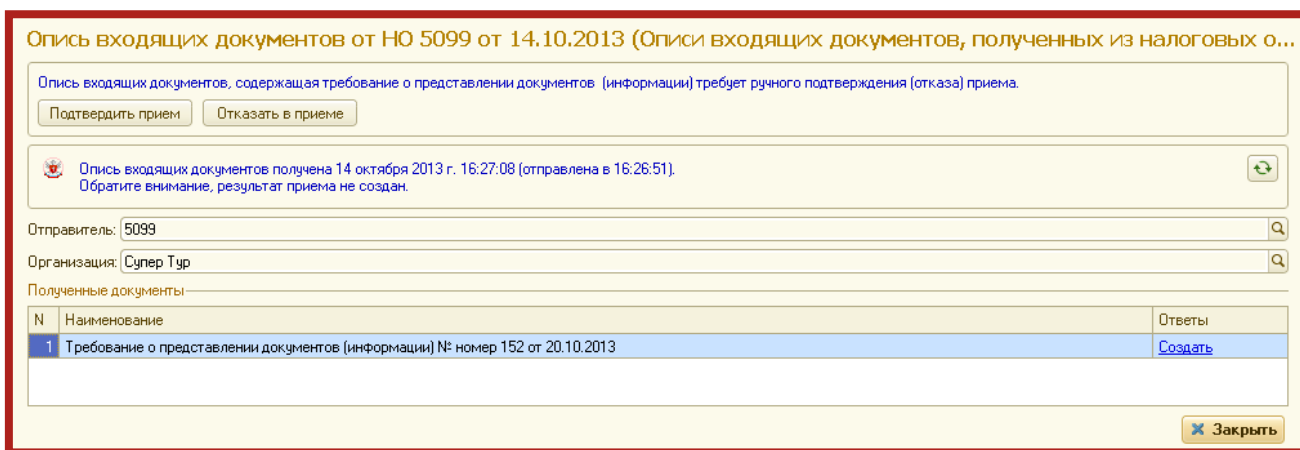 Опись входящих документов от НО 5099 от 14.10.2013 (Описи входящих документов, полученных из налоговых о...
Опись входящих документов, содержащая требование о представлении документов (информации) требует ручного подтверждения (отказа) приема.
Подтвердить прием Отказать в приеме
Опись входящих документов получена 14 октября 2013 г. 16:27:08 (отправлена в 16:26:51).
Обратите внимание, результат приема не создан.
Отправитель: 5099
Организация: Супер Тур
Полученные документы
N Наименование Ответы
1 Требование о представлении документов (информации) № номер 152 от 20.10.2013 Создать
Закрыть